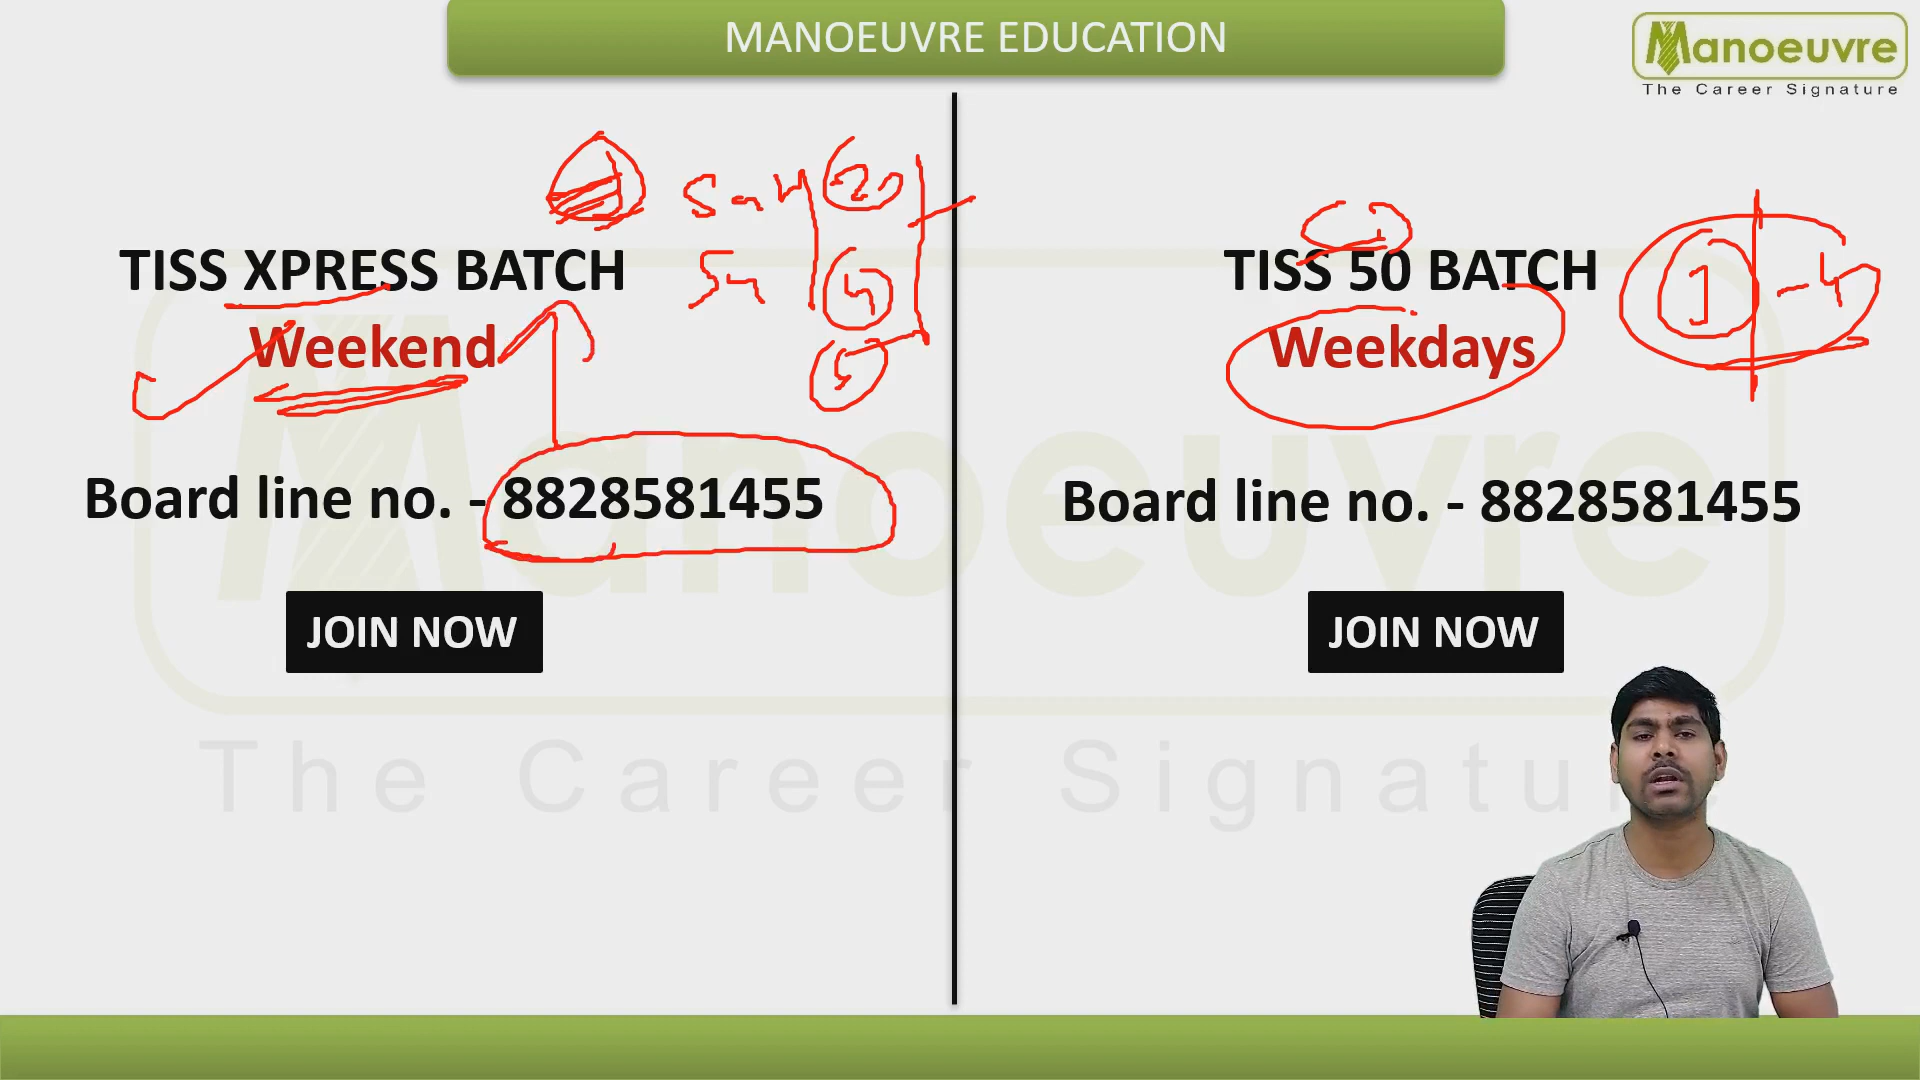 MANOEUVRE EDUCATION
Manoeuvre
The Career Signature
TISS XPRESS BATCH
Weekend
Board line no. - 8828581455
JOIN NOW
TISS 50 BATCH
Weekdays
Board line no. - 8828581455
JOIN NOW
Manoeuvre
The Career Signature